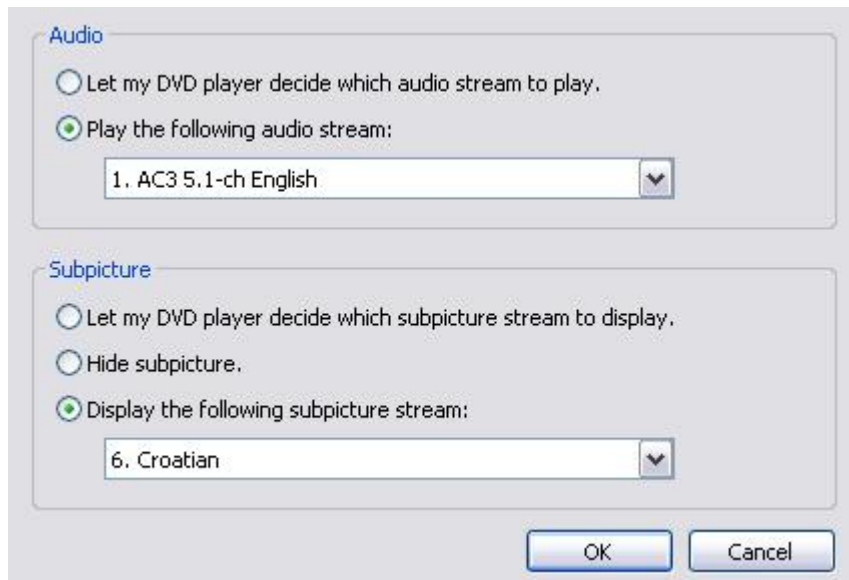 Audio
Let my DVD player decide which audio stream to play.
Play the following audio stream:
1. AC3 5.1-ch English
Subpicture
Let my DVD player decide which subpicture stream to display.
Hide subpicture.
Display the following subpicture stream:
6. Croatian
OK Cancel